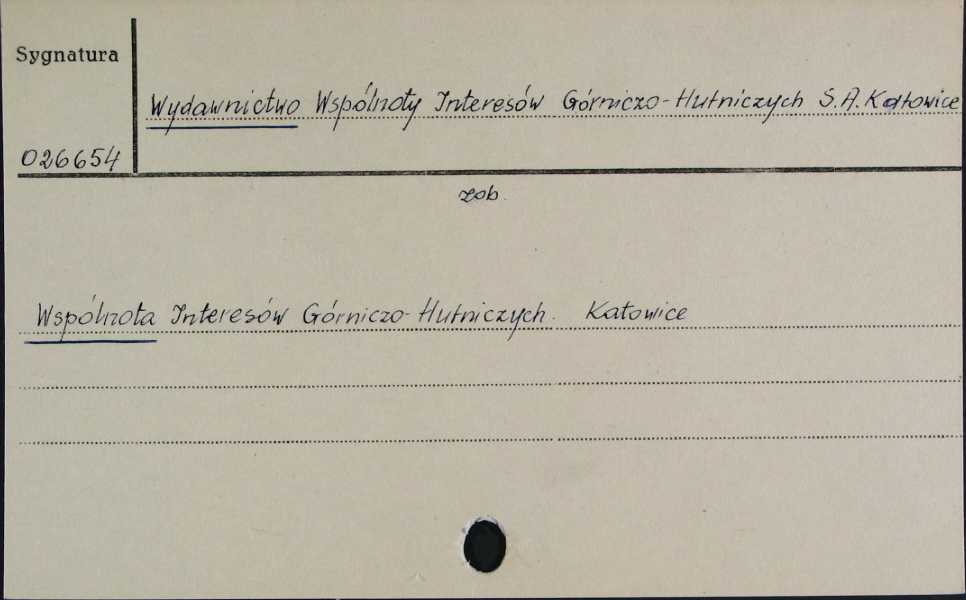 Sygnatura
Wydawnictwo Wspólnoty Interesów Górniczo-Hutniczych S.A. Katowice
026654
zob.
Wspólnota Interesów Górniczo-Hutniczych. Katowice